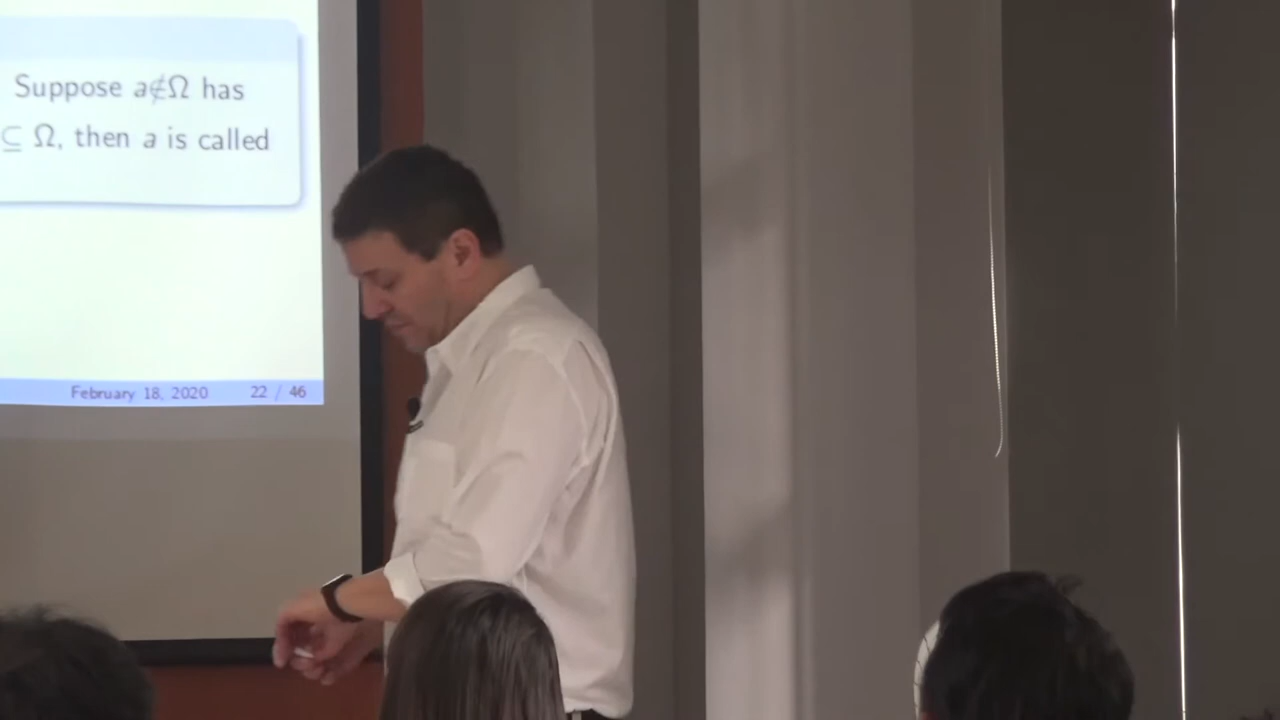 Suppose a∉Ω has
⊆ Ω, then a is called
February 18, 2020 22 / 46